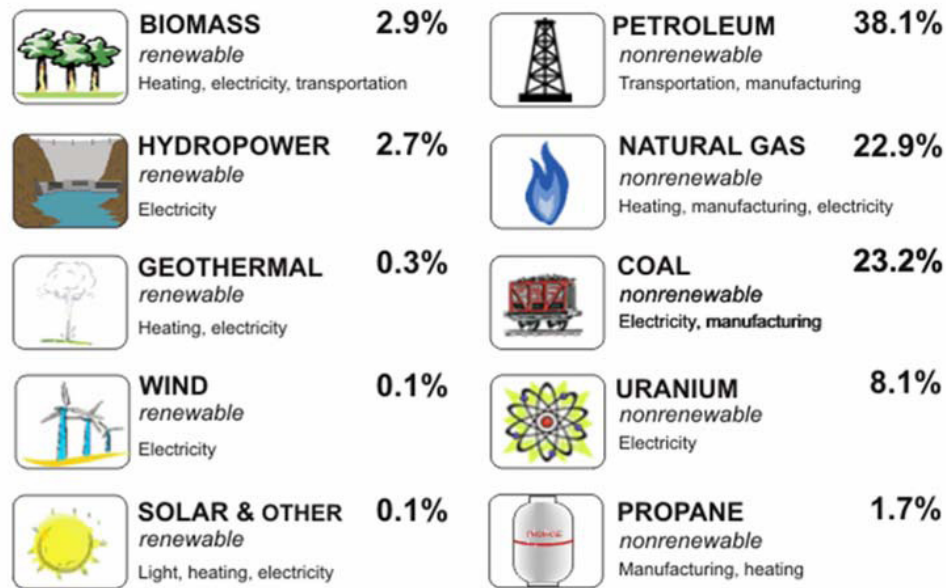 BIOMASS 2.9%
renewable
Heating, electricity, transportation
HYDROPOWER 2.7%
renewable
Electricity
GEOTHERMAL 0.3%
renewable
Heating, electricity
WIND 0.1%
renewable
Electricity
SOLAR & OTHER 0.1%
renewable
Light, heating, electricity
PETROLEUM 38.1%
nonrenewable
Transportation, manufacturing
NATURAL GAS 22.9%
nonrenewable
Heating, manufacturing, electricity
COAL 23.2%
nonrenewable
Electricity, manufacturing
URANIUM 8.1%
nonrenewable
Electricity
PROPANE 1.7%
nonrenewable
Manufacturing, heating